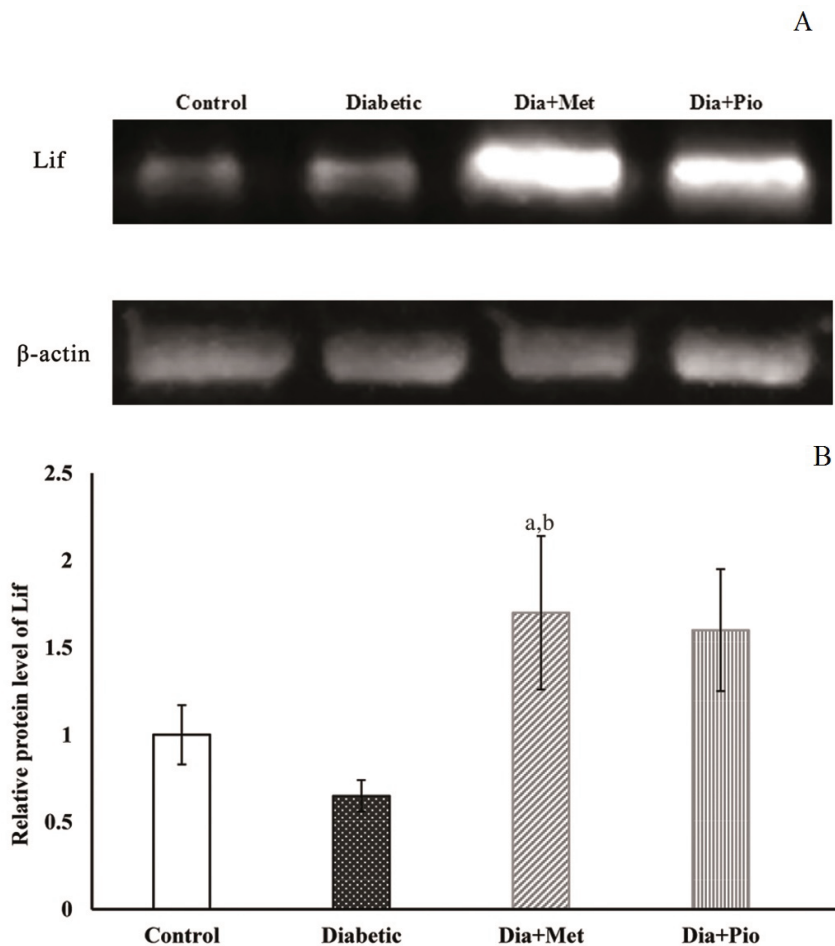 A
Control Diabetic Dia+Met Dia+Pio
Lif
β-actin
B
Relative protein level of Lif
2.5
2
1.5
1
0.5
0
a,b
Control Diabetic Dia+Met Dia+Pio